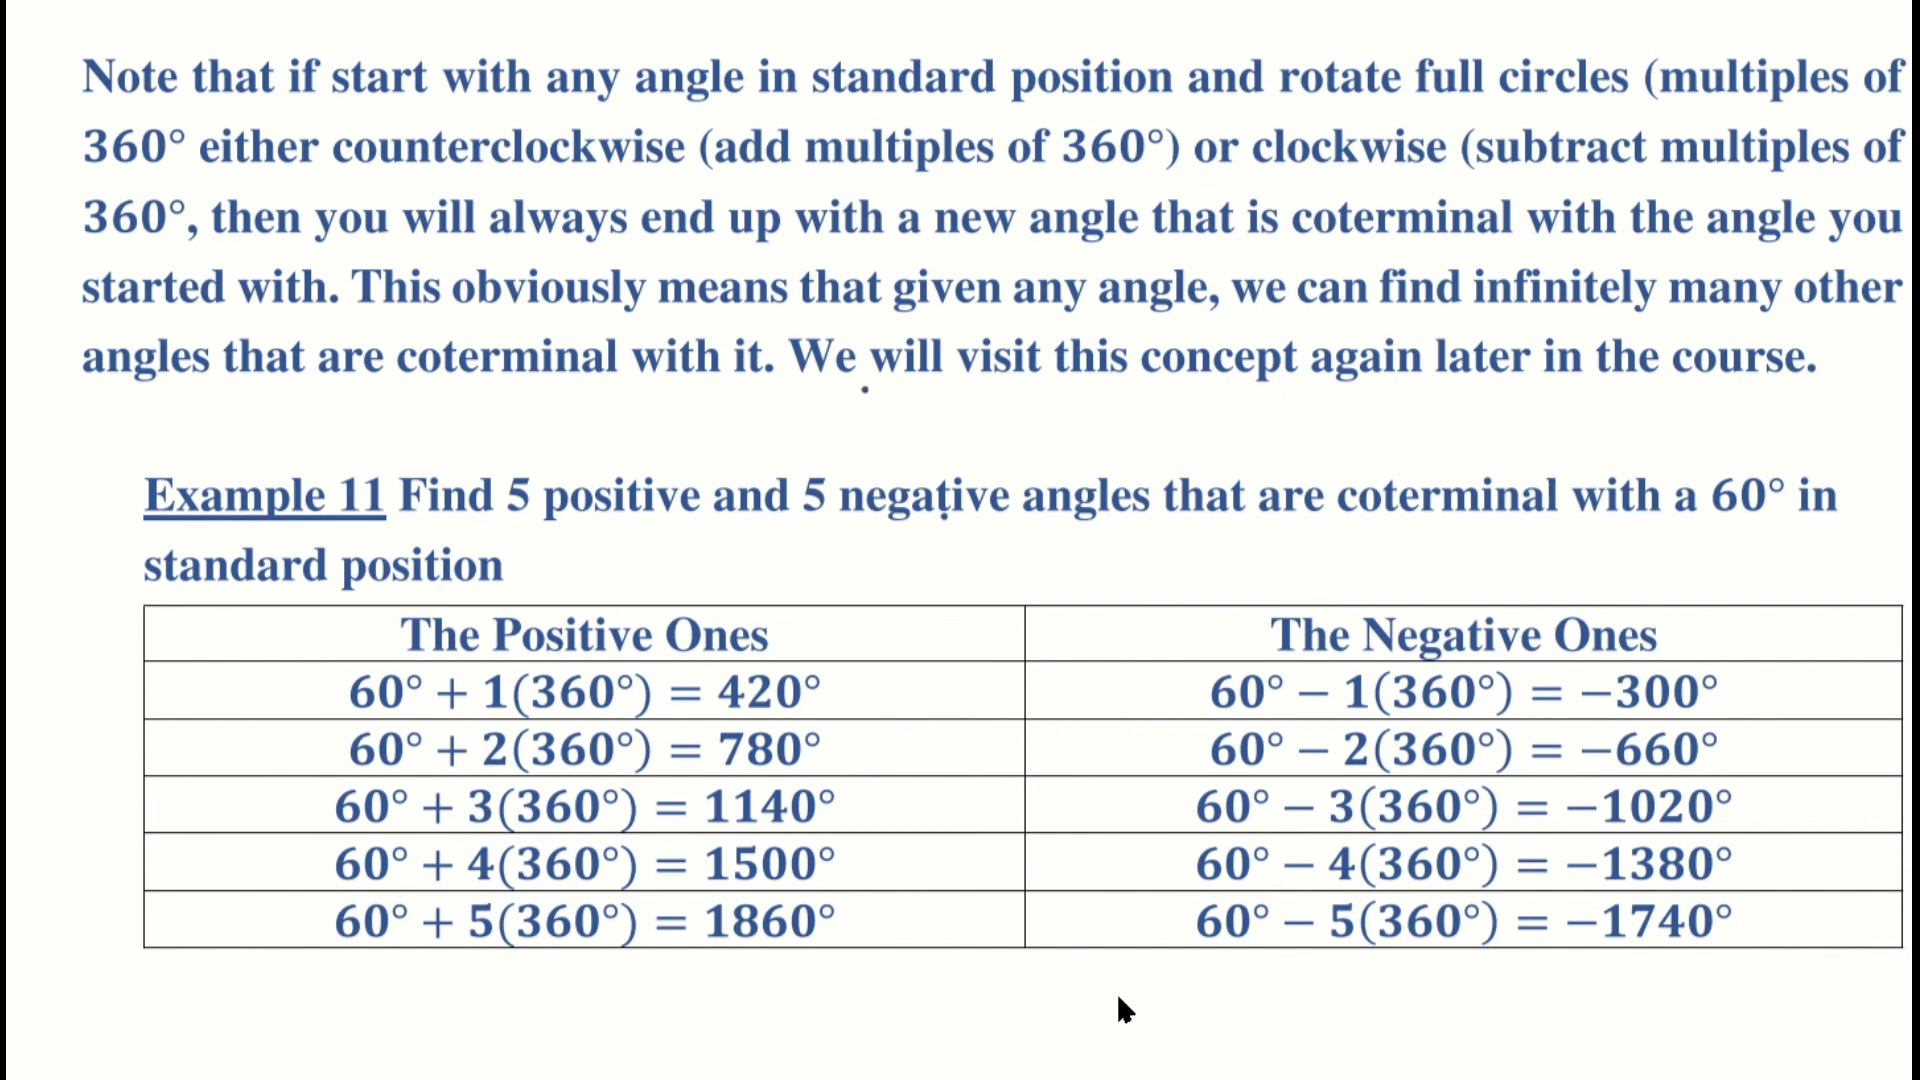 Note that if start with any angle in standard position and rotate full circles (multiples of
360° either counterclockwise (add multiples of 360°) or clockwise (subtract multiples of
360°, then you will always end up with a new angle that is coterminal with the angle you
started with. This obviously means that given any angle, we can find infinitely many other
angles that are coterminal with it. We will visit this concept again later in the course.
Example 11 Find 5 positive and 5 negative angles that are coterminal with a 60° in
standard position
The Positive Ones The Negative Ones
60° + 1(360°) = 420° 60° − 1(360°) = −300°
60° + 2(360°) = 780° 60° − 2(360°) = −660°
60° + 3(360°) = 1140° 60° − 3(360°) = −1020°
60° + 4(360°) = 1500° 60° − 4(360°) = −1380°
60° + 5(360°) = 1860° 60° − 5(360°) = −1740°